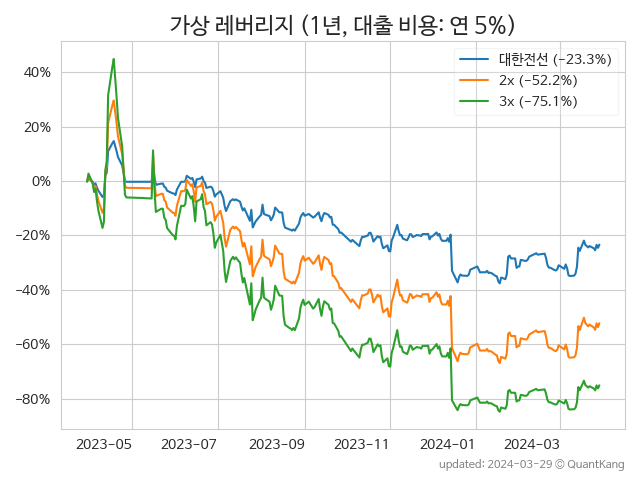 가상 레버리지 (1년, 대출 비용: 연 5%)
대한전선 (−23.3%)
2x (−52.2%)
3x (−75.1%)
40%
20%
0%
−20%
−40%
−60%
−80%
2023-05 2023-07 2023-09 2023-11 2024-01 2024-03
updated: 2024-03-29 © QuantKang